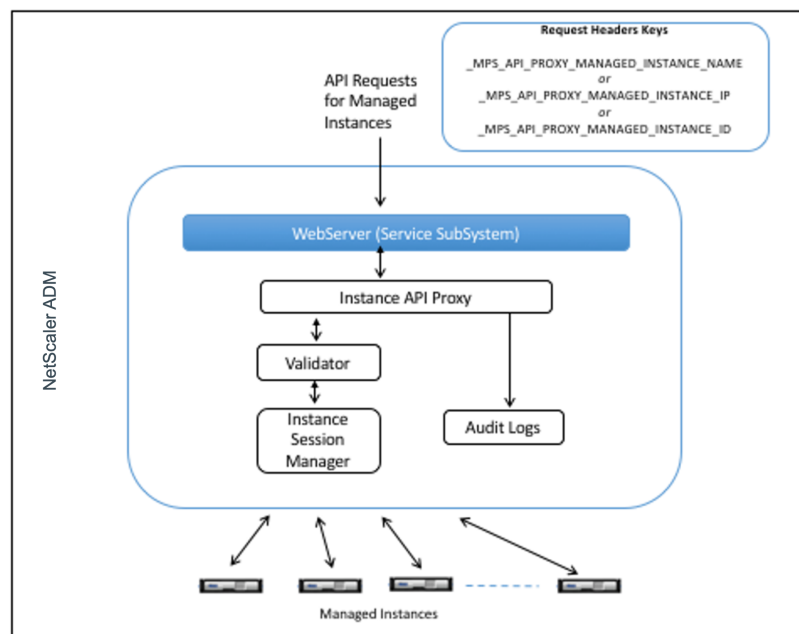 Request Headers Keys
_MPS_API_PROXY_MANAGED_INSTANCE_NAME
or
_MPS_API_PROXY_MANAGED_INSTANCE_IP
or
_MPS_API_PROXY_MANAGED_INSTANCE_ID
API Requests
for Managed
Instances
NetScaler ADM
WebServer (Service SubSystem)
Instance API Proxy
Validator
Instance
Session
Manager
Audit Logs
Managed Instances